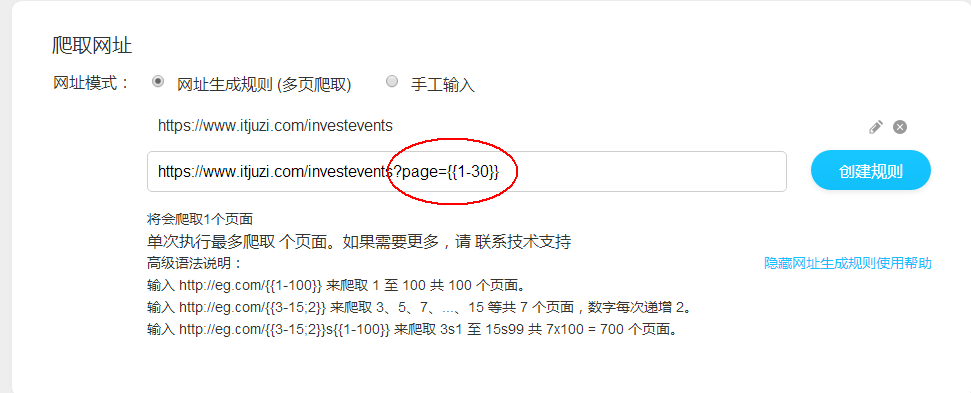 爬取网址
网址模式： 网址生成规则 (多页爬取) 手工输入
https://www.itjuzi.com/investevents
https://www.itjuzi.com/investevents?page={{1-30}} 创建规则
将会爬取1个页面
单次执行最多爬取 个页面。如果需要更多，请 联系技术支持
高级语法说明： 隐藏网址生成规则使用帮助
输入 http://eg.com/{{1-100}} 来爬取 1 至 100 共 100 个页面。
输入 http://eg.com/{{3-15;2}} 来爬取 3、5、7、...、15 等共 7 个页面，数字每次递增 2。
输入 http://eg.com/{{3-15;2}}s{{1-100}} 来爬取 3s1 至 15s99 共 7x100 = 700 个页面。